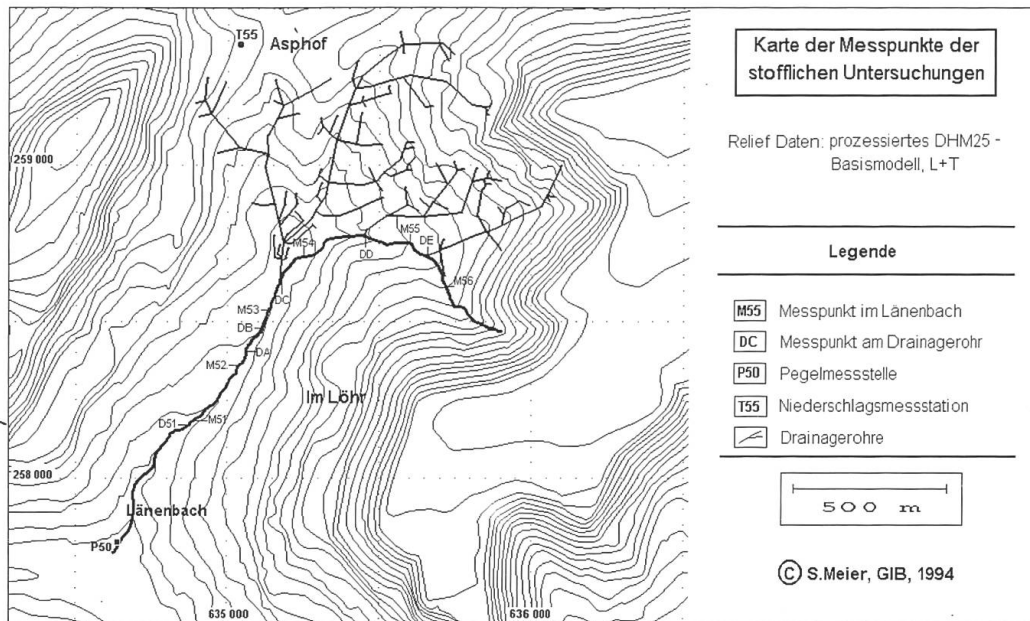 T55
Asphof
259 000
M54
M55
DD
DE
M56
DC
M53
DB
DA
M52
Im Löhr
D51
M51
258 000
Länenbach
P50
635 000
636 000
Karte der Messpunkte der
stofflichen Untersuchungen
Relief Daten: prozessiertes DHM25 -
Basismodell, L+T
Legende
M55 Messpunkt im Länenbach
DC Messpunkt am Drainagerohr
P50 Pegelmessstelle
T55 Niederschlagsmessstation
Drainagerohre
500 m
© S.Meier, GIB, 1994